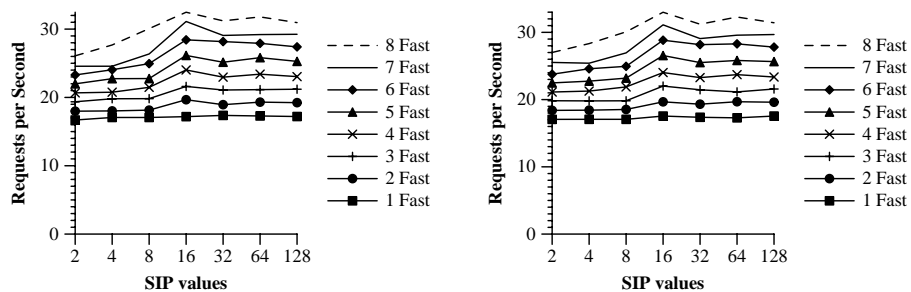 30
20
10
0
Requests per Second
2 4 8 16 32 64 128
SIP values
8 Fast
7 Fast
6 Fast
5 Fast
4 Fast
3 Fast
2 Fast
1 Fast
30
20
10
0
Requests per Second
2 4 8 16 32 64 128
SIP values
8 Fast
7 Fast
6 Fast
5 Fast
4 Fast
3 Fast
2 Fast
1 Fast